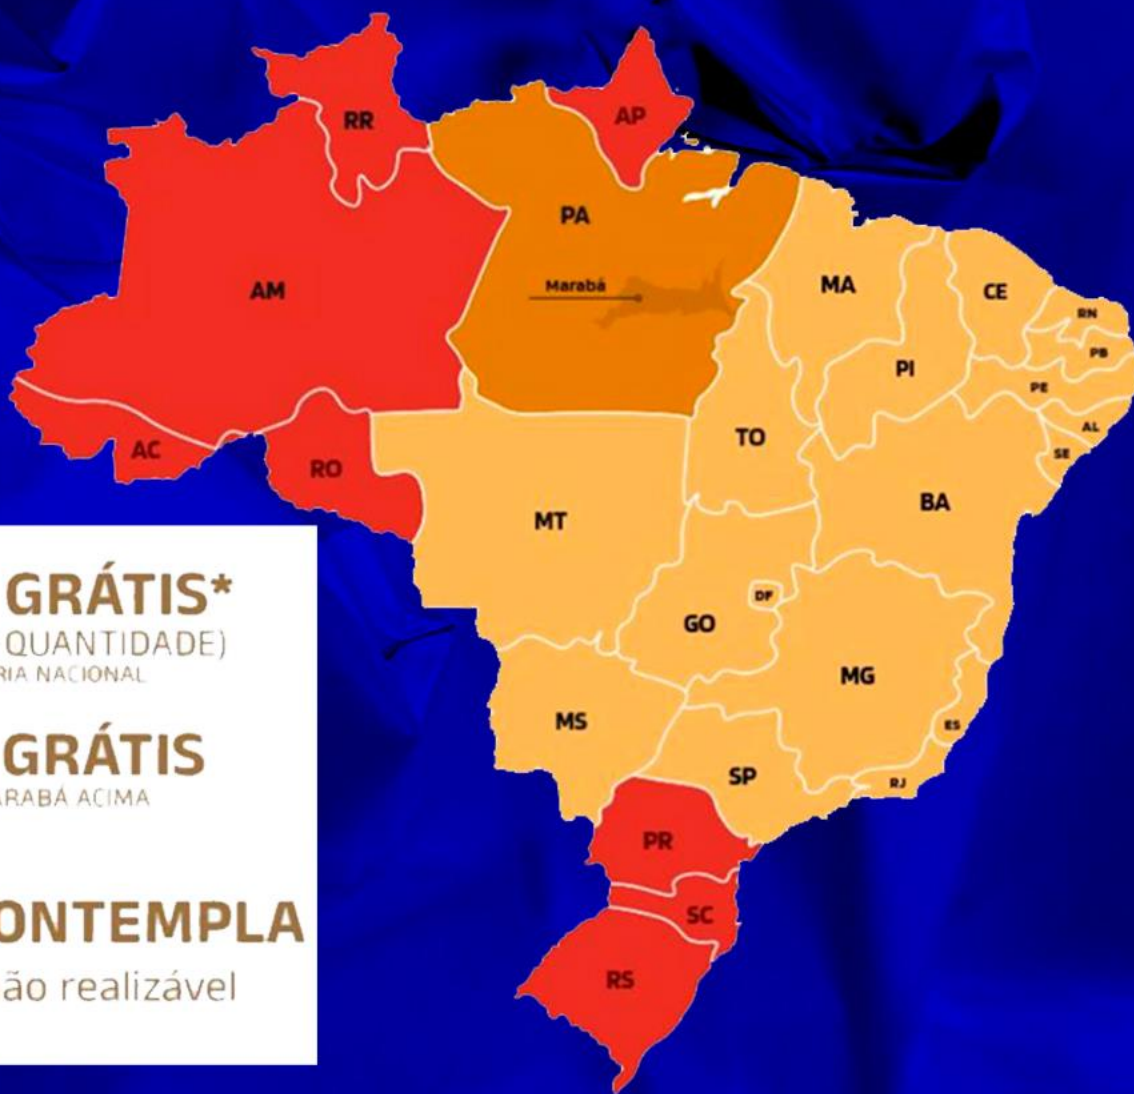 RR
AP
PA
AM
Marabá
MA
CE
RN
PB
PI
PE
AL
TO
SE
AC
RO
BA
MT
DF
GO
MG
MS
ES
SP
RJ
PR
SC
RS
GRÁTIS*
QUANTIDADE)
RIA NACIONAL
GRÁTIS
ARABÁ ACIMA
ONTEMPLA
ão realizável